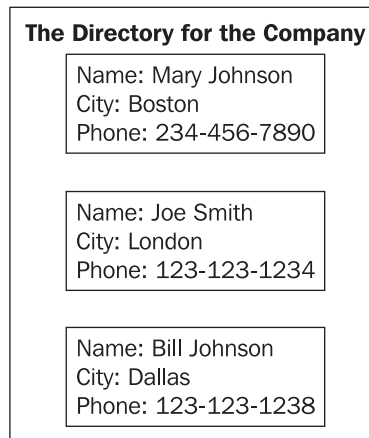 The Directory for the Company
Name: Mary Johnson
City: Boston
Phone: 234-456-7890
Name: Joe Smith
City: London
Phone: 123-123-1234
Name: Bill Johnson
City: Dallas
Phone: 123-123-1238